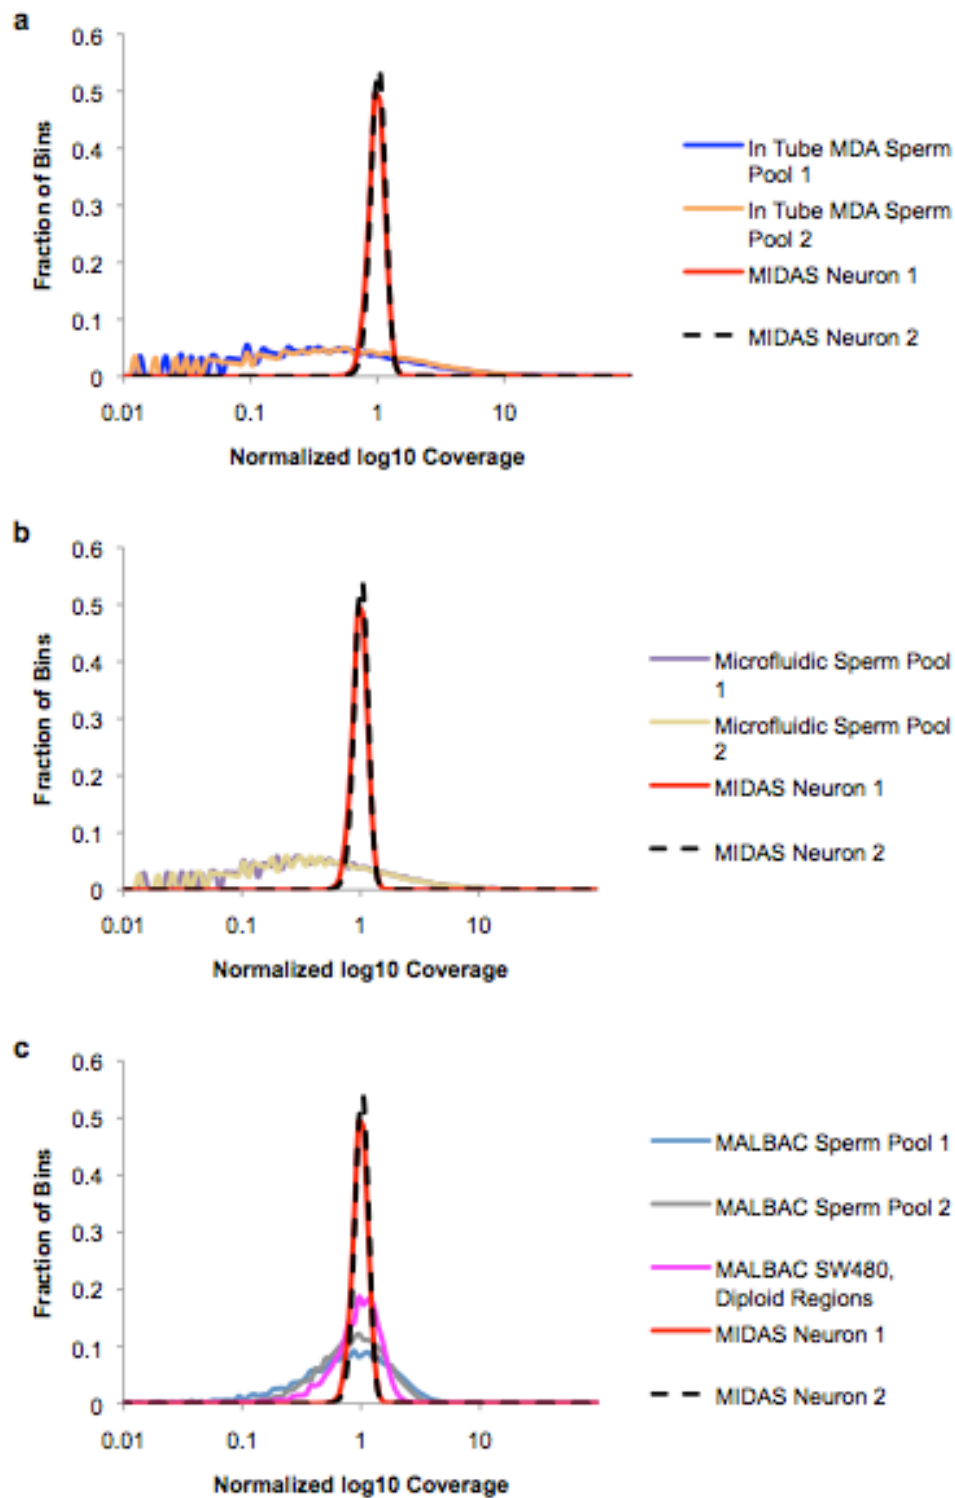 a
0.6
0.5
0.4
0.3
0.2
0.1
0
Fraction of Bins
0.01
0.1
1
10
Normalized log10 Coverage
In Tube MDA Sperm
Pool 1
In Tube MDA Sperm
Pool 2
MIDAS Neuron 1
MIDAS Neuron 2
b
0.6
0.5
0.4
0.3
0.2
0.1
0
Fraction of Bins
0.01
0.1
1
10
Normalized log10 Coverage
Microfluidic Sperm Pool
1
Microfluidic Sperm Pool
2
MIDAS Neuron 1
MIDAS Neuron 2
c
0.6
0.5
0.4
0.3
0.2
0.1
0
Fraction of Bins
0.01
0.1
1
10
Normalized log10 Coverage
MALBAC Sperm Pool 1
MALBAC Sperm Pool 2
MALBAC SW480,
Diploid Regions
MIDAS Neuron 1
MIDAS Neuron 2